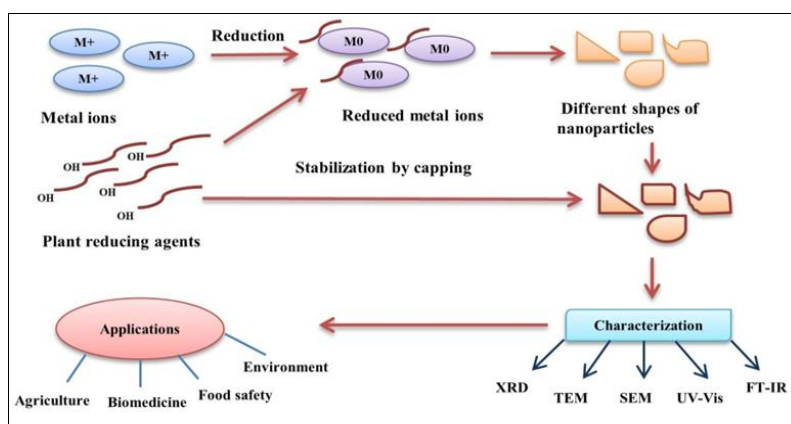 M+
M+
M+
Reduction
M0
M0
M0
Metal ions
Reduced metal ions
Different shapes of
nanoparticles
OH
OH
OH
OH
OH
Stabilization by capping
Plant reducing agents
Applications
Characterization
Environment
Food safety
Biomedicine
Agriculture
XRD
TEM
SEM
UV-Vis
FT-IR